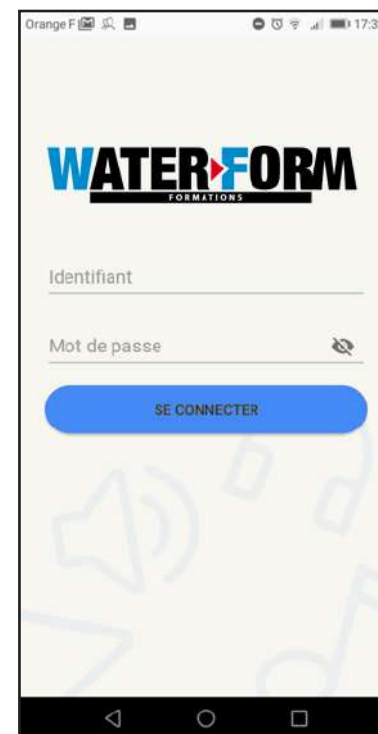 Orange F 17:3
WATER FORM
FORMATIONS
Identifiant
Mot de passe
SE CONNECTER